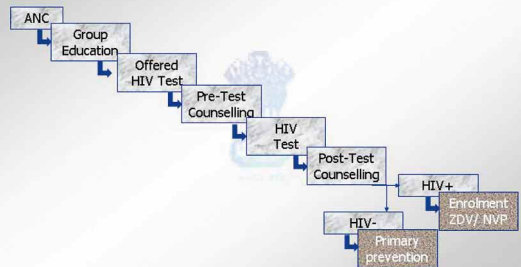 ANC
Group
Education
Offered
HIV Test
Pre-Test
Counselling
HIV
Test
Post-Test
Counselling
HIV+
Enrolment
ZDV/ NVP
HIV-
Primary
prevention